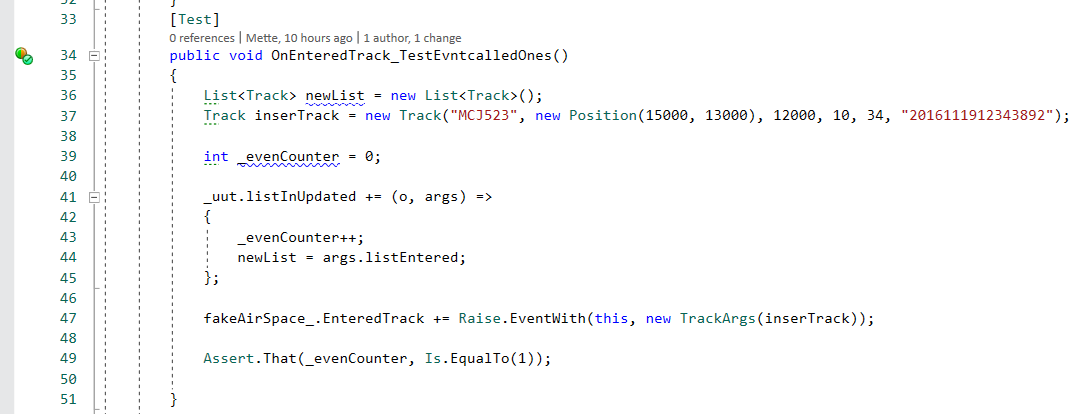 32 }
33 [Test]
0 references | Mette, 10 hours ago | 1 author, 1 change
34 public void OnEnteredTrack_TestEvntcalledOnes()
35 {
36 List<Track> newList = new List<Track>();
37 Track inserTrack = new Track("MCJ523", new Position(15000, 13000), 12000, 10, 34, "2016111912343892");
38
39 int _evenCounter = 0;
40
41 _uut.listInUpdated += (o, args) =>
42 {
43 _evenCounter++;
44 newList = args.listEntered;
45 };
46
47 fakeAirSpace_.EnteredTrack += Raise.EventWith(this, new TrackArgs(inserTrack));
48
49 Assert.That(_evenCounter, Is.EqualTo(1));
50
51 }